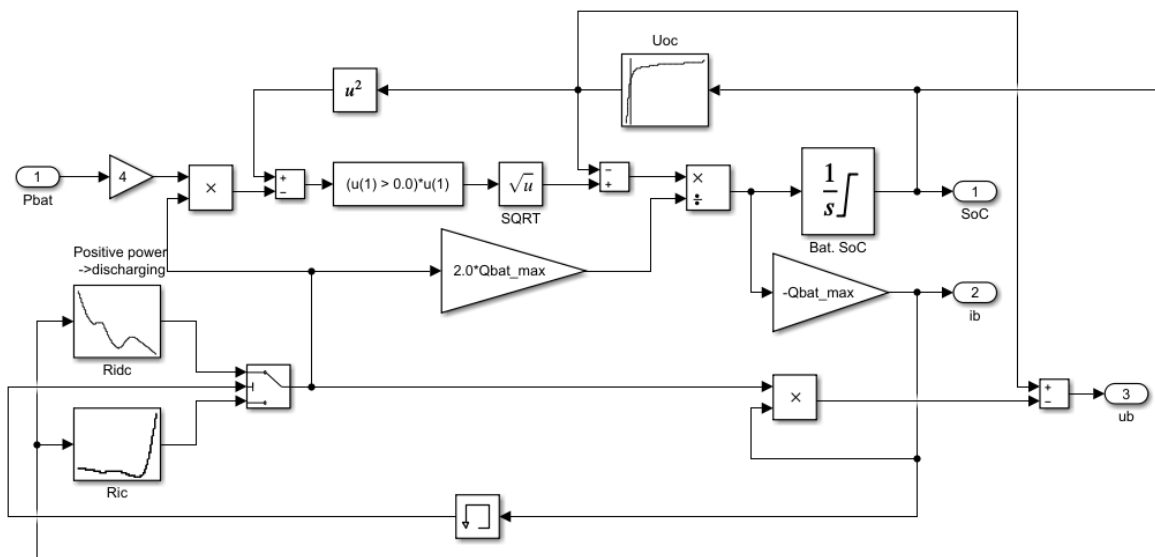 Uoc
u²
1
Pbat
4
×
+
−
(u(1) > 0.0)*u(1)
√u
SQRT
−
+
×
÷
1
s
Bat. SoC
1
SoC
Positive power
->discharging
2.0*Qbat_max
-Qbat_max
2
ib
Ridc
×
+
−
3
ub
Ric